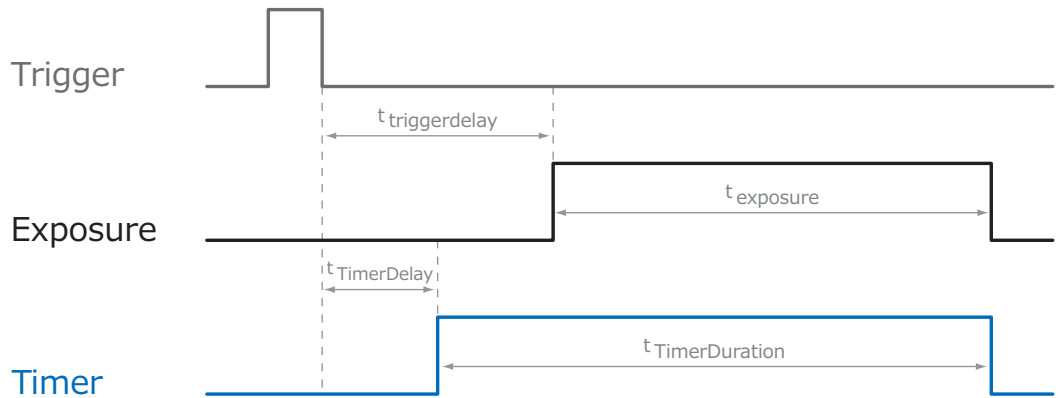 Trigger
t triggerdelay
t exposure
Exposure
t TimerDelay
t TimerDuration
Timer